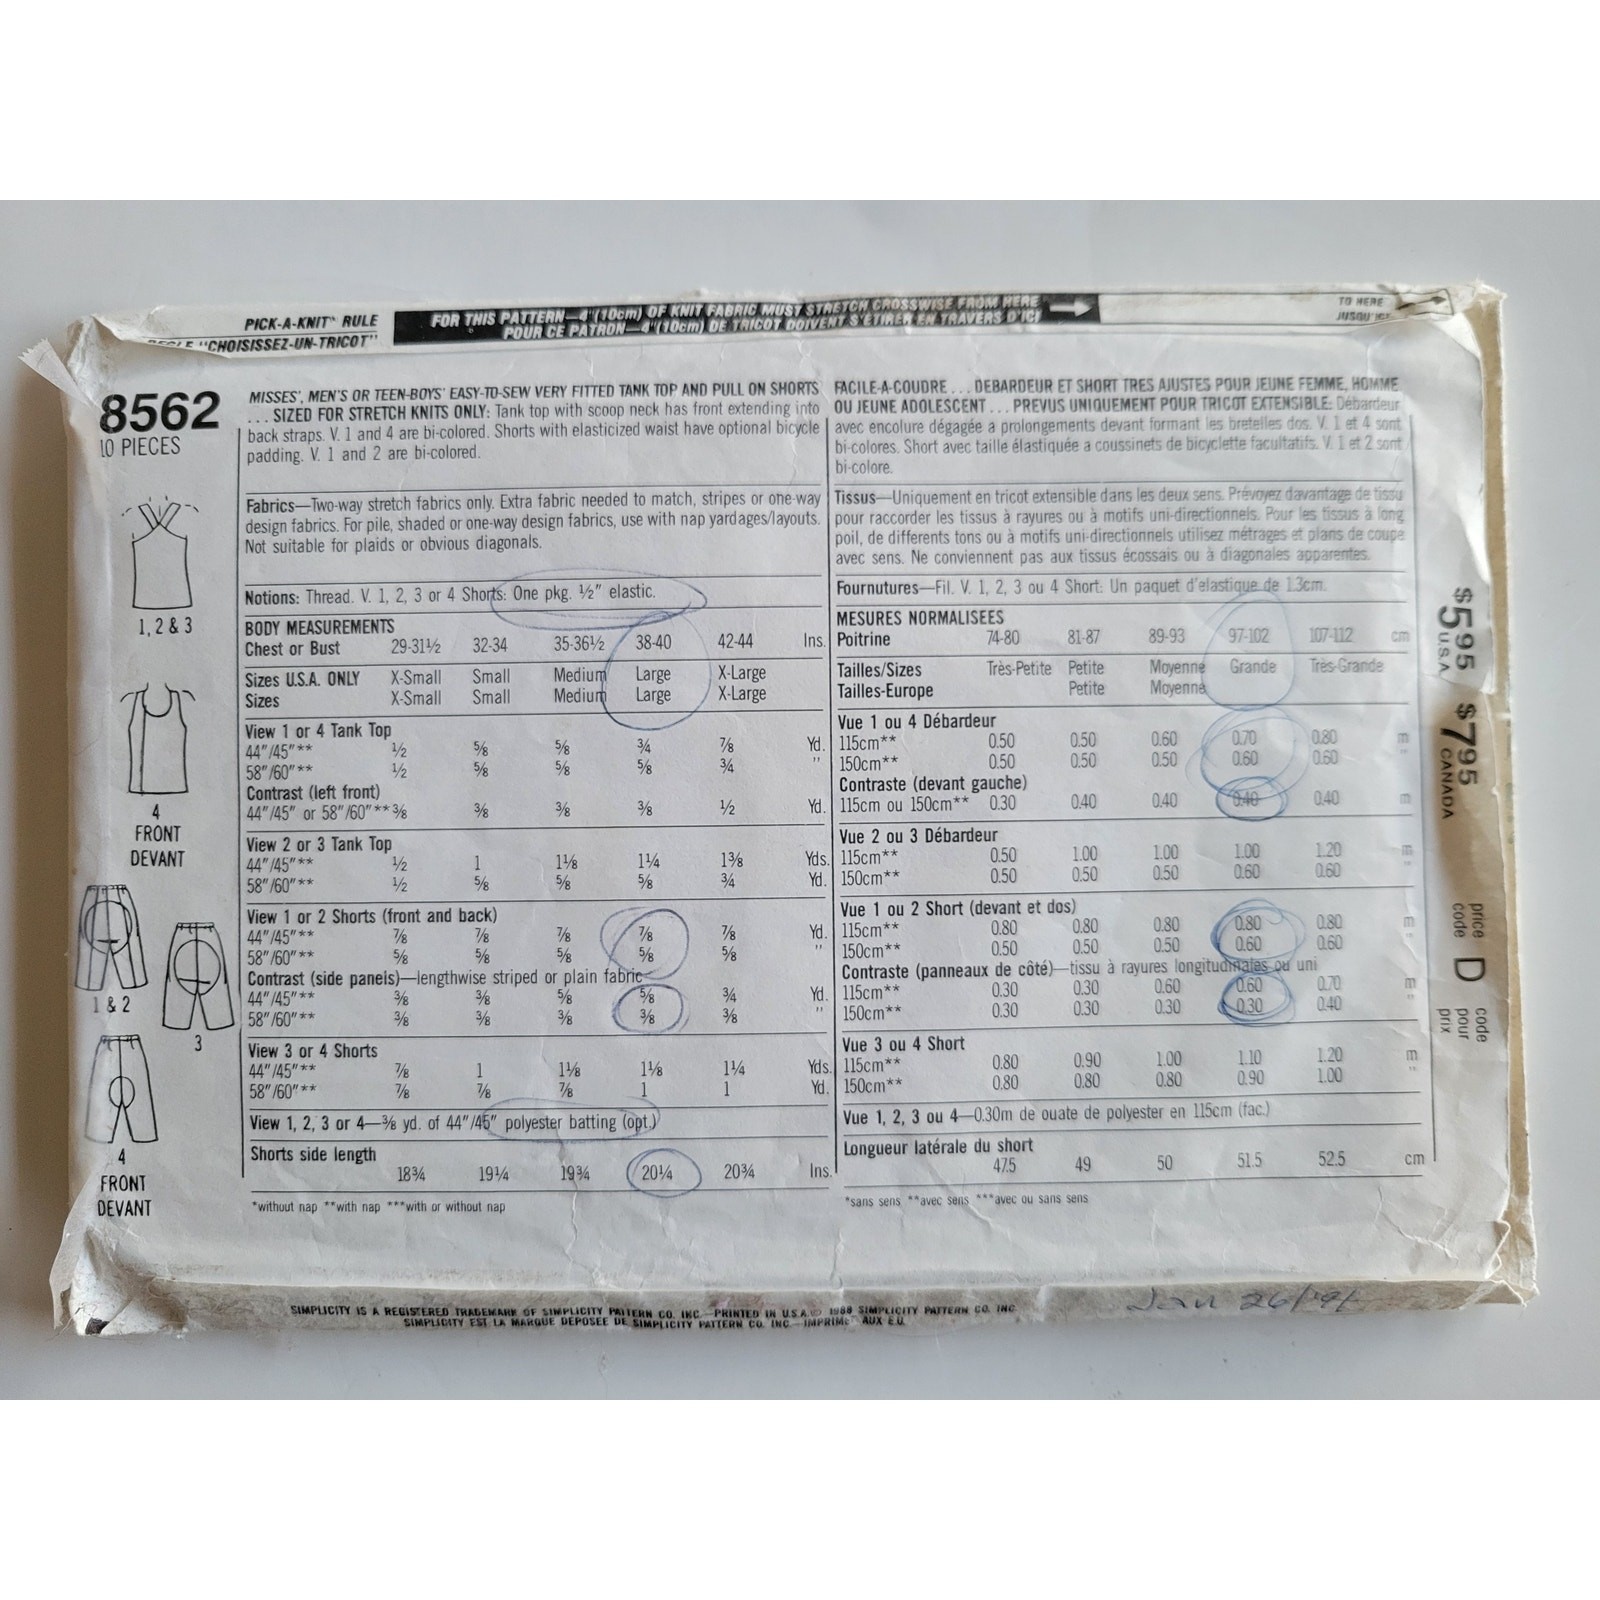 PICK-A-KNIT® RULE
"CHOISISSEZ-UN-TRICOT"
FOR THIS PATTERN—4"(10cm) OF KNIT FABRIC MUST STRETCH CROSSWISE FROM HERE
POUR CE PATRON—4"(10cm) DE TRICOT DOIVENT S'ETIRER EN TRAVERS D'ICI
TO HERE
JUSQU'ICI
8562
10 PIECES
1, 2 & 3
4
FRONT
DEVANT
1 & 2
3
4
FRONT
DEVANT
MISSES', MEN'S OR TEEN-BOYS' EASY-TO-SEW VERY FITTED TANK TOP AND PULL ON SHORTS
. . . SIZED FOR STRETCH KNITS ONLY: Tank top with scoop neck has front extending into
back straps. V. 1 and 4 are bi-colored. Shorts with elasticized waist have optional bicycle
padding. V. 1 and 2 are bi-colored.
Fabrics—Two-way stretch fabrics only. Extra fabric needed to match, stripes or one-way
design fabrics. For pile, shaded or one-way design fabrics, use with nap yardages/layouts.
Not suitable for plaids or obvious diagonals.
Notions: Thread. V. 1, 2, 3 or 4 Shorts: One pkg. ½" elastic.
BODY MEASUREMENTS
Chest or Bust 29-31½ 32-34 35-36½ 38-40 42-44 Ins.
Sizes U.S.A. ONLY X-Small Small Medium Large X-Large
Sizes X-Small Small Medium Large X-Large
View 1 or 4 Tank Top
44"/45"** ½ ⅝ ⅝ ¾ ⅞ Yd.
58"/60"** ½ ⅝ ⅝ ⅝ ¾ "
Contrast (left front)
44"/45" or 58"/60"** ⅜ ⅜ ⅜ ⅜ ½ Yd.
View 2 or 3 Tank Top
44"/45"** ½ 1 1⅛ 1¼ 1⅜ Yds.
58"/60"** ½ ⅝ ⅝ ⅝ ¾ Yd.
View 1 or 2 Shorts (front and back)
44"/45"** ⅞ ⅞ ⅞ ⅞ ⅞ Yd.
58"/60"** ⅝ ⅝ ⅝ ⅝ ⅝ "
Contrast (side panels)—lengthwise striped or plain fabric
44"/45"** ⅜ ⅜ ⅝ ⅝ ¾ Yd.
58"/60"** ⅜ ⅜ ⅜ ⅜ ⅜ "
View 3 or 4 Shorts
44"/45"** ⅞ 1 1⅛ 1⅛ 1¼ Yds.
58"/60"** ⅞ ⅞ ⅞ 1 1 Yd.
View 1, 2, 3 or 4—⅜ yd. of 44"/45" polyester batting (opt.)
Shorts side length
18¾ 19¼ 19¾ 20¼ 20¾ Ins.
*without nap **with nap ***with or without nap
FACILE-A-COUDRE . . . DEBARDEUR ET SHORT TRES AJUSTES POUR JEUNE FEMME, HOMME
OU JEUNE ADOLESCENT . . . PREVUS UNIQUEMENT POUR TRICOT EXTENSIBLE: Débardeur
avec encolure dégagée a prolongements devant formant les bretelles dos. V. 1 et 4 sont
bi-colores. Short avec taille élastiquée a coussinets de bicyclette facultatifs. V. 1 et 2 sont
bi-colore.
Tissus—Uniquement en tricot extensible dans les deux sens. Prévoyez davantage de tissu
pour raccorder les tissus à rayures ou à motifs uni-directionnels. Pour les tissus à long
poil, de differents tons ou à motifs uni-directionnels utilisez métrages et plans de coupe
avec sens. Ne conviennent pas aux tissus écossais ou à diagonales apparentes.
Fournutures—Fil. V. 1, 2, 3 ou 4 Short: Un paquet d'elastique de 1.3cm.
MESURES NORMALISEES
Poitrine 74-80 81-87 89-93 97-102 107-112 cm
Tailles/Sizes Très-Petite Petite Moyenne Grande Très-Grande
Tailles-Europe Petite Moyenne
Vue 1 ou 4 Débardeur
115cm** 0.50 0.50 0.60 0.70 0.80 m
150cm** 0.50 0.50 0.50 0.60 0.60 "
Contraste (devant gauche)
115cm ou 150cm** 0.30 0.40 0.40 0.40 0.40 m
Vue 2 ou 3 Débardeur
115cm** 0.50 1.00 1.00 1.00 1.20 m
150cm** 0.50 0.50 0.50 0.60 0.60 "
Vue 1 ou 2 Short (devant et dos)
115cm** 0.80 0.80 0.80 0.80 0.80 m
150cm** 0.50 0.50 0.50 0.60 0.60 "
Contraste (panneaux de côté)—tissu à rayures longitudinales ou uni
115cm** 0.30 0.30 0.60 0.60 0.70 m
150cm** 0.30 0.30 0.30 0.30 0.40 "
Vue 3 ou 4 Short
115cm** 0.80 0.90 1.00 1.10 1.20 m
150cm** 0.80 0.80 0.80 0.90 1.00 "
Vue 1, 2, 3 ou 4—0.30m de ouate de polyester en 115cm (fac.)
Longueur latérale du short
47.5 49 50 51.5 52.5 cm
*sans sens **avec sens ***avec ou sans sens
$5.95 U.S.A.
$7.95 CANADA
price code D code pour prix
SIMPLICITY IS A REGISTERED TRADEMARK OF SIMPLICITY PATTERN CO. INC.—PRINTED IN U.S.A.© 1988 SIMPLICITY PATTERN CO. INC
SIMPLICITY EST LA MARQUE DEPOSEE DE SIMPLICITY PATTERN CO. INC.—IMPRIME AUX E.U.
Jan 26/91